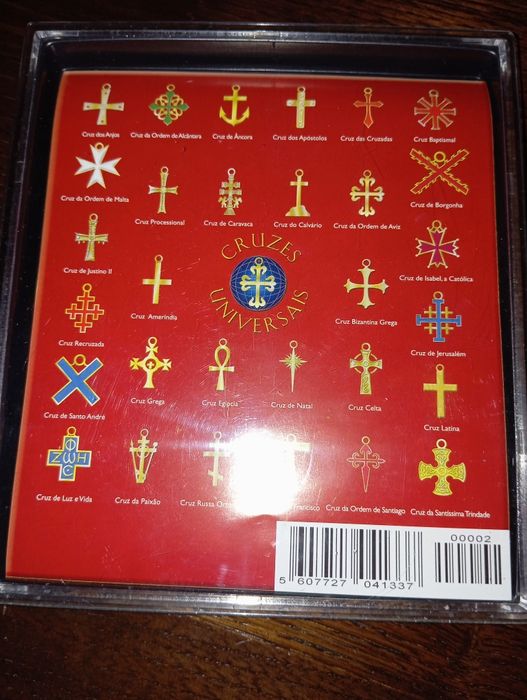 Cruz dos Anjos
Cruz da Ordem de Alcântara
Cruz de Âncora
Cruz dos Apóstolos
Cruz das Cruzadas
Cruz Baptismal
Cruz da Ordem de Malta
Cruz Processional
Cruz de Caravaca
Cruz do Calvário
Cruz da Ordem de Aviz
Cruz de Borgonha
Cruz de Justino II
Cruz Ameríndia
CRUZES
UNIVERSAIS
Cruz Bizantina Grega
Cruz de Isabel, a Católica
Cruz Recruzada
Cruz de Jerusalém
Cruz de Santo André
Cruz Grega
Cruz Egípcia
Cruz de Natal
Cruz Celta
Cruz Latina
ZWH
Cruz de Luz e Vida
Cruz da Paixão
Cruz Russa
Francisco
Cruz da Ordem de Santiago
Cruz da Santíssima Trindade
00002
5 607727 041337